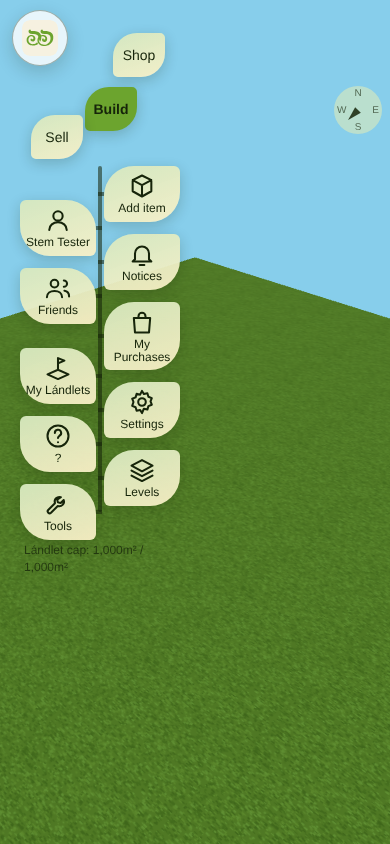 Shop
Build
Sell
N
W
E
S
Add item
Stem Tester
Notices
Friends
My
Purchases
My Lándlets
Settings
?
Levels
Tools
Lándlet cap: 1,000m² /
1,000m²